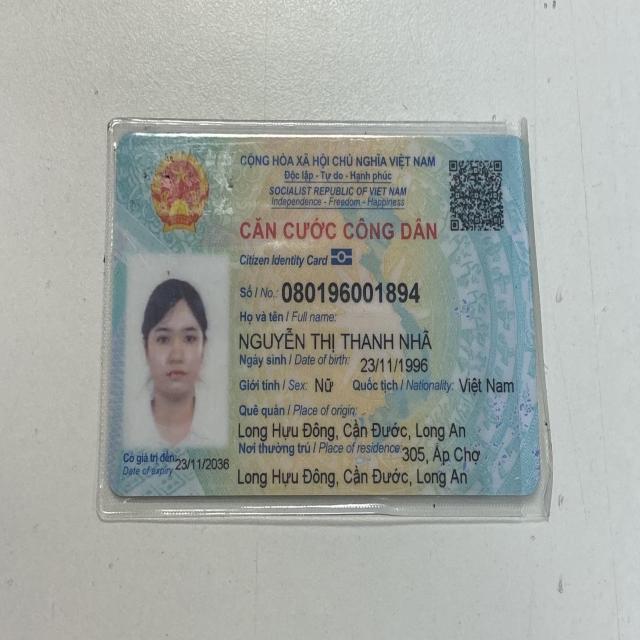 CỘNG HÒA XÃ HỘI CHỦ NGHĨA VIỆT NAM
Độc lập - Tự do - Hạnh phúc
SOCIALIST REPUBLIC OF VIET NAM
Independence - Freedom - Happiness
CĂN CƯỚC CÔNG DÂN
Citizen Identity Card
Số / No.: 080196001894
Họ và tên / Full name:
NGUYỄN THỊ THANH NHÃ
Ngày sinh / Date of birth: 23/11/1996
Giới tính / Sex: Nữ Quốc tịch / Nationality: Việt Nam
Quê quán / Place of origin:
Long Hựu Đông, Cần Đước, Long An
Nơi thường trú / Place of residence: 305, Ấp Chợ
Long Hựu Đông, Cần Đước, Long An
Có giá trị đến: 23/11/2036
Date of expiry